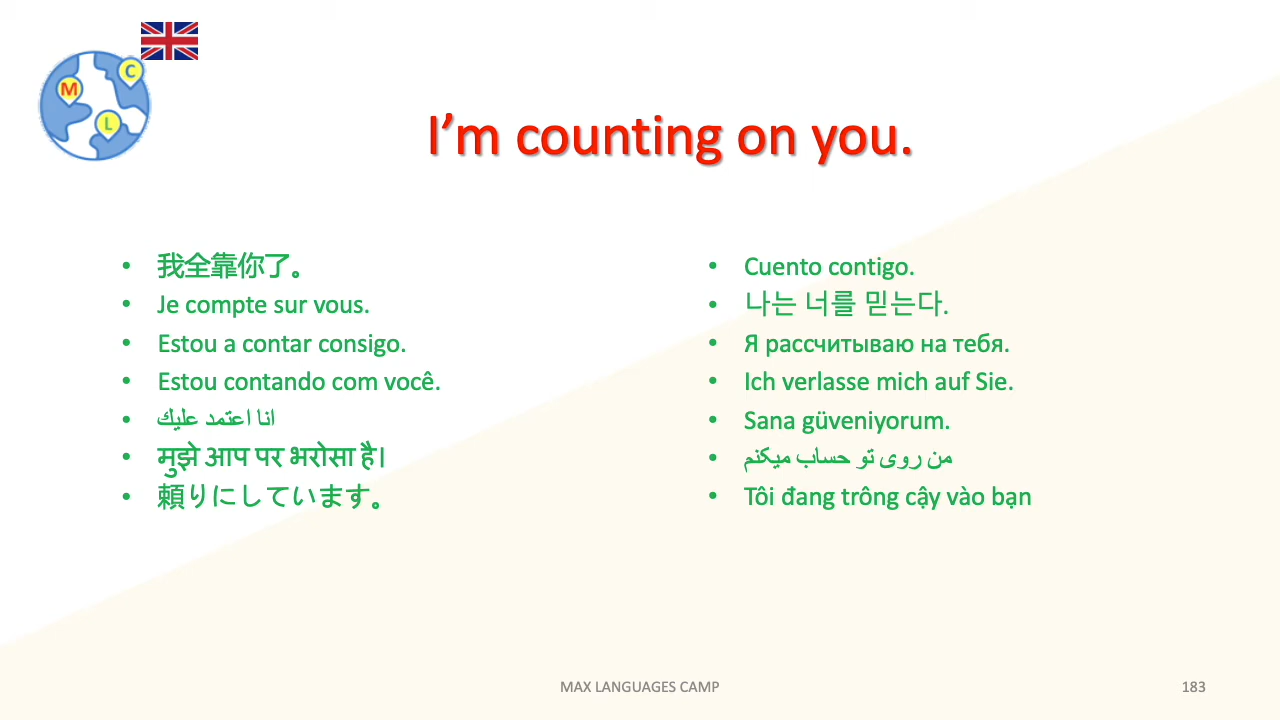 C
M
L
I’m counting on you.
• 我全靠你了。
• Je compte sur vous.
• Estou a contar consigo.
• Estou contando com você.
• انا اعتمد عليك
• मुझे आप पर भरोसा है।
• 頼りにしています。
• Cuento contigo.
• 나는 너를 믿는다.
• Я рассчитываю на тебя.
• Ich verlasse mich auf Sie.
• Sana güveniyorum.
• من روی تو حساب میکنم
• Tôi đang trông cậy vào bạn
MAX LANGUAGES CAMP
183